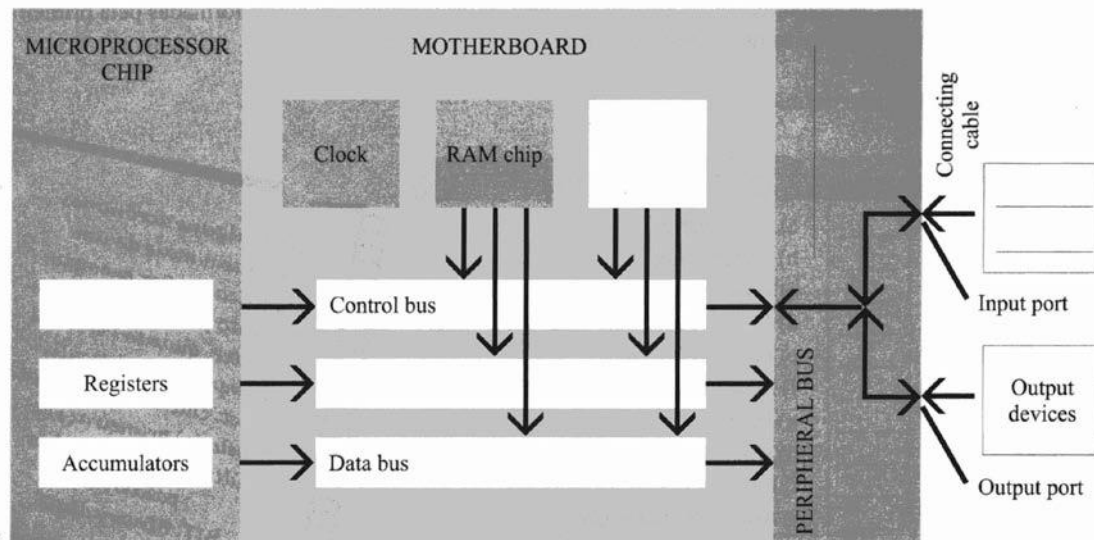 MICROPROCESSOR
CHIP
MOTHERBOARD
Clock
RAM chip
Connecting
cable
Control bus
Input port
Registers
PERIPHERAL BUS
Output
devices
Accumulators
Data bus
Output port